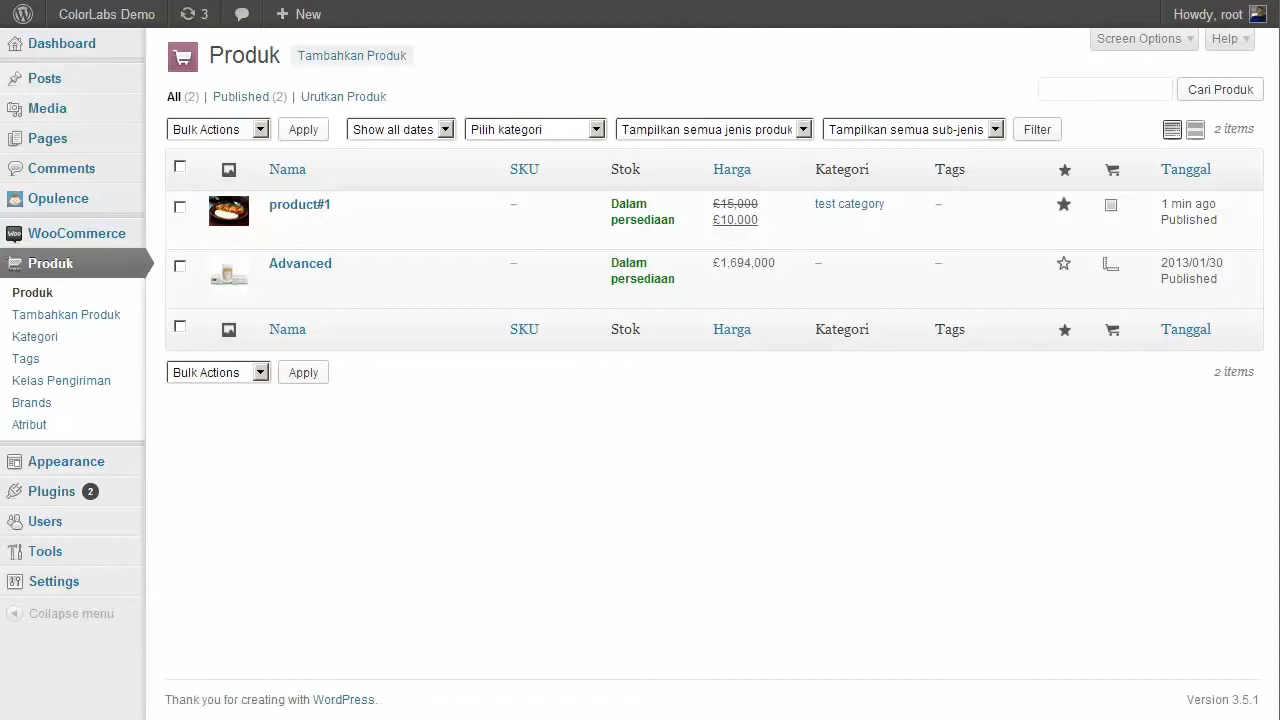 ColorLabs Demo 3 New Howdy, root
Dashboard
Posts
Media
Pages
Comments
Opulence
WooCommerce
Produk
Produk
Tambahkan Produk
Kategori
Tags
Kelas Pengiriman
Brands
Atribut
Appearance
Plugins 2
Users
Tools
Settings
Collapse menu
Screen Options Help
Produk Tambahkan Produk
All (2) | Published (2) | Urutkan Produk
Cari Produk
Bulk Actions Apply Show all dates Pilih kategori Tampilkan semua jenis produk Tampilkan semua sub-jenis Filter 2 items
Nama SKU Stok Harga Kategori Tags Tanggal
product#1 – Dalam persediaan £15,000 £10,000 test category – 1 min ago Published
Advanced – Dalam persediaan £1,694,000 – – 2013/01/30 Published
Nama SKU Stok Harga Kategori Tags Tanggal
Bulk Actions Apply 2 items
Thank you for creating with WordPress. Version 3.5.1